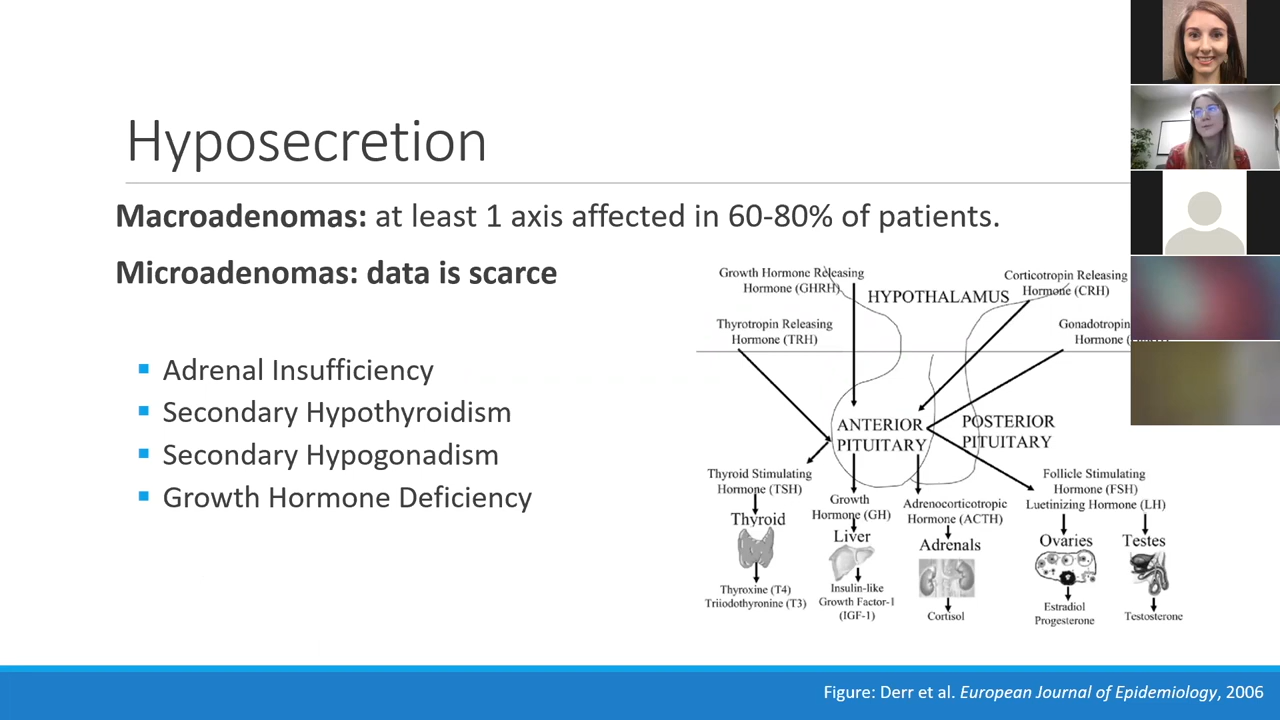 Hyposecretion
Macroadenomas: at least 1 axis affected in 60-80% of patients.
Microadenomas: data is scarce
Adrenal Insufficiency
Secondary Hypothyroidism
Secondary Hypogonadism
Growth Hormone Deficiency
Growth Hormone Releasing
Hormone (GHRH)
HYPOTHALAMUS
Corticotropin Releasing
Hormone (CRH)
Thyrotropin Releasing
Hormone (TRH)
Gonadotropin
Hormone
ANTERIOR
PITUITARY
POSTERIOR
PITUITARY
Thyroid Stimulating
Hormone (TSH)
Growth
Hormone (GH)
Adrenocorticotropic
Hormone (ACTH)
Follicle Stimulating
Hormone (FSH)
Luetinizing Hormone (LH)
Thyroid
Liver
Adrenals
Ovaries
Testes
Thyroxine (T4)
Triiodothyronine (T3)
Insulin-like
Growth Factor-1
(IGF-1)
Cortisol
Estradiol
Progesterone
Testosterone
Figure: Derr et al. European Journal of Epidemiology, 2006